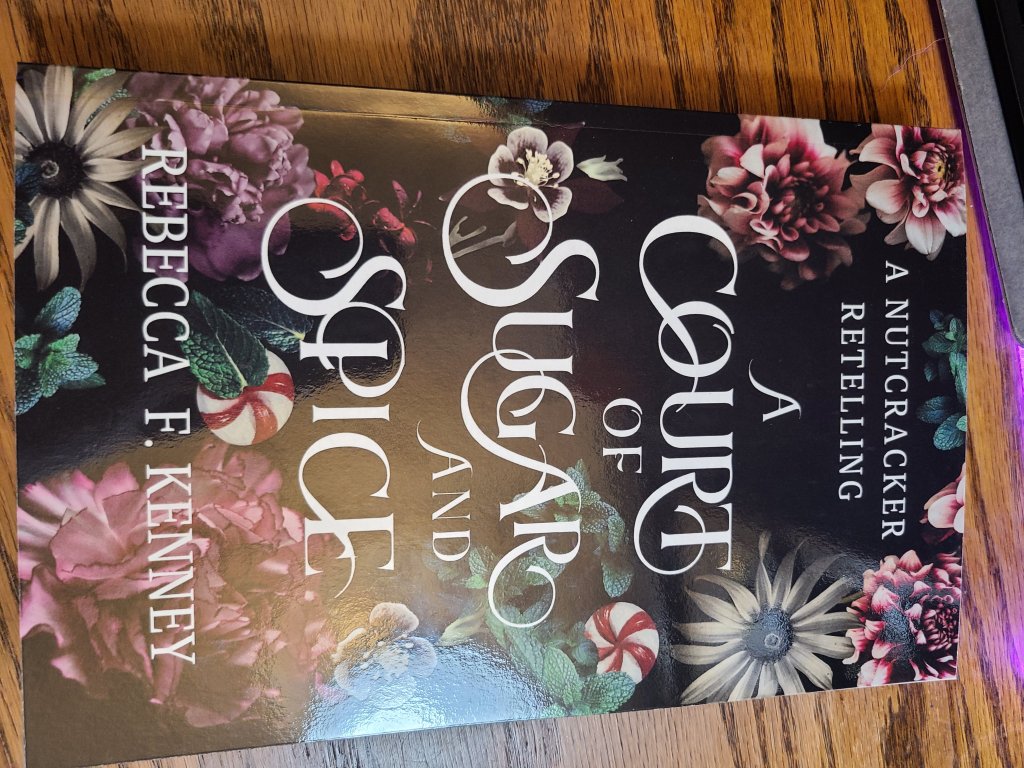 A NUTCRACKER
RETELLING
A
COURT
OF
SUGAR
AND
SPICE
REBECCA F. KENNEY